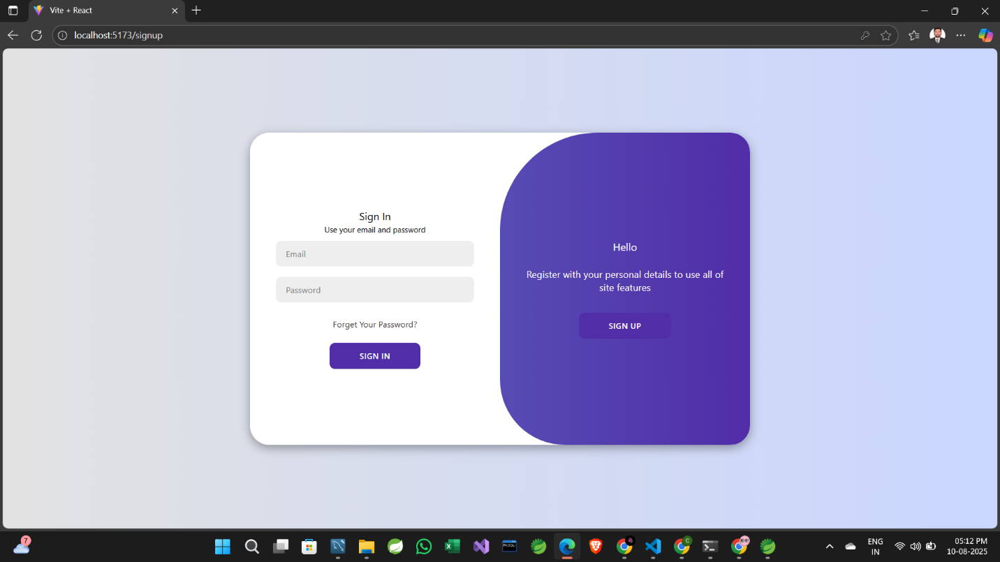 Vite + React
localhost:5173/signup
Sign In
Use your email and password
Email
Password
Forget Your Password?
SIGN IN
Hello
Register with your personal details to use all of
site features
SIGN UP
7
MySQL
C
ENG
IN
05:12 PM
10-08-2025